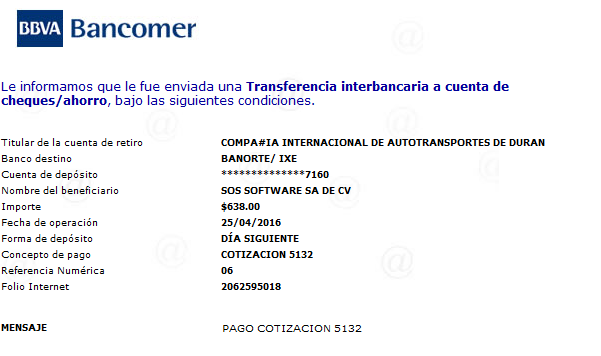 BBVA Bancomer
Le informamos que le fue enviada una Transferencia interbancaria a cuenta de
cheques/ahorro, bajo las siguientes condiciones.
Titular de la cuenta de retiro COMPA#IA INTERNACIONAL DE AUTOTRANSPORTES DE DURAN
Banco destino BANORTE/ IXE
Cuenta de depósito **************7160
Nombre del beneficiario SOS SOFTWARE SA DE CV
Importe $638.00
Fecha de operación 25/04/2016
Forma de depósito DÍA SIGUIENTE
Concepto de pago COTIZACION 5132
Referencia Numérica 06
Folio Internet 2062595018
MENSAJE PAGO COTIZACION 5132